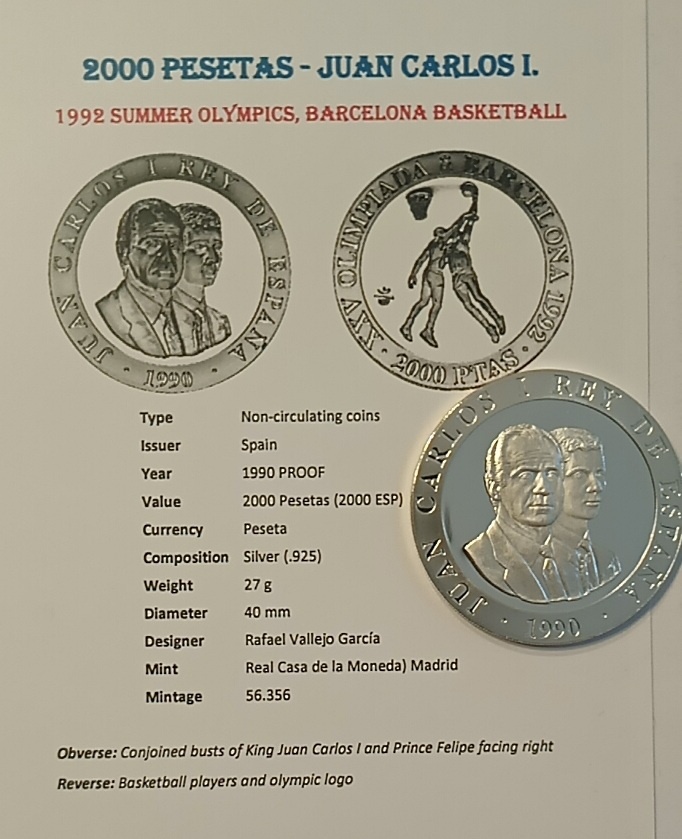 2000 PESETAS - JUAN CARLOS I.
1992 SUMMER OLYMPICS, BARCELONA BASKETBALL
JUAN CARLOS I REY DE ESPAÑA
· 1990 ·
XXV OLIMPIADA BARCELONA 1992
· 2000 PTAS ·
JUAN CARLOS I REY DE ESPAÑA
· 1990 ·
Type Non-circulating coins
Issuer Spain
Year 1990 PROOF
Value 2000 Pesetas (2000 ESP)
Currency Peseta
Composition Silver (.925)
Weight 27 g
Diameter 40 mm
Designer Rafael Vallejo García
Mint Real Casa de la Moneda) Madrid
Mintage 56.356
Obverse: Conjoined busts of King Juan Carlos I and Prince Felipe facing right
Reverse: Basketball players and olympic logo